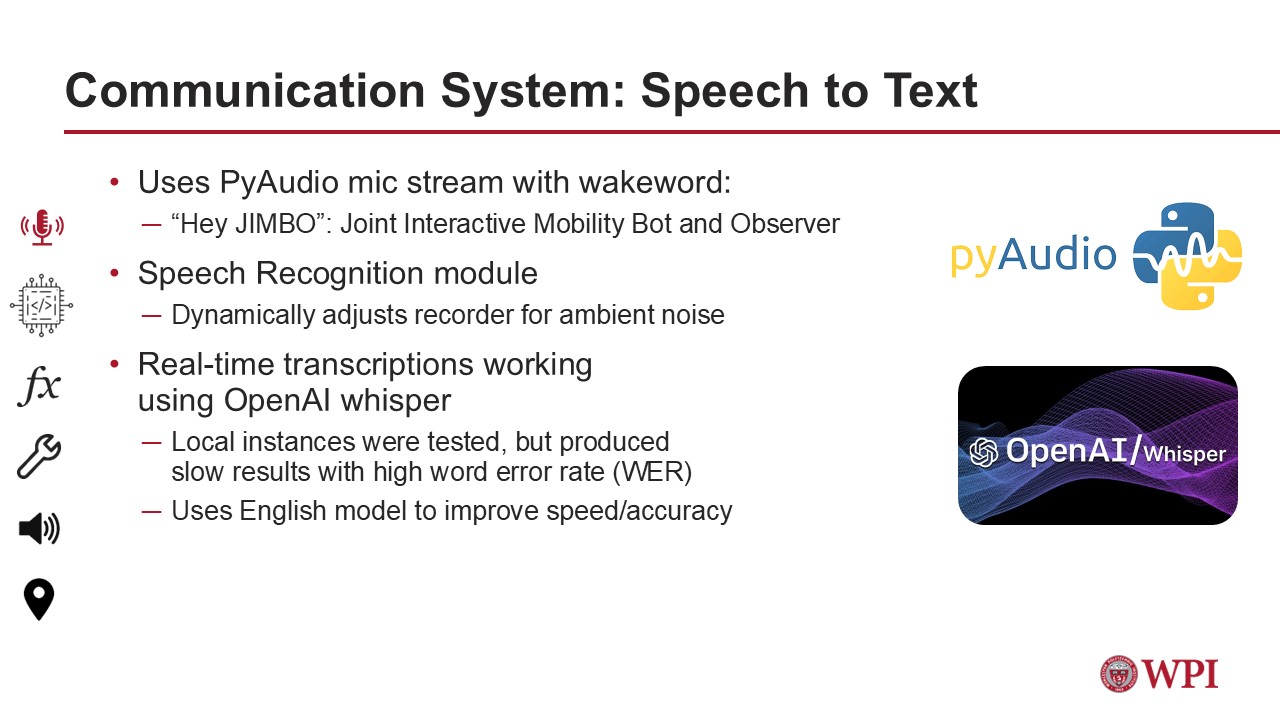 Communication System: Speech to Text
• Uses PyAudio mic stream with wakeword:
— “Hey JIMBO”: Joint Interactive Mobility Bot and Observer
• Speech Recognition module
— Dynamically adjusts recorder for ambient noise
• Real-time transcriptions working
using OpenAI whisper
— Local instances were tested, but produced
slow results with high word error rate (WER)
— Uses English model to improve speed/accuracy
</>
fx
pyAudio
OpenAI/Whisper
WPI